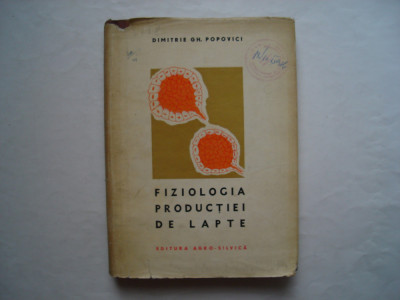 DIMITRIE GH. POPOVICI
FIZIOLOGIA
PRODUCȚIEI
DE LAPTE
EDITURA AGRO-SILVICĂ